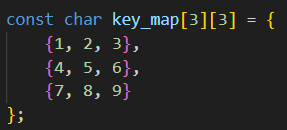 const char key_map[3][3] = {
    {1, 2, 3},
    {4, 5, 6},
    {7, 8, 9}
};